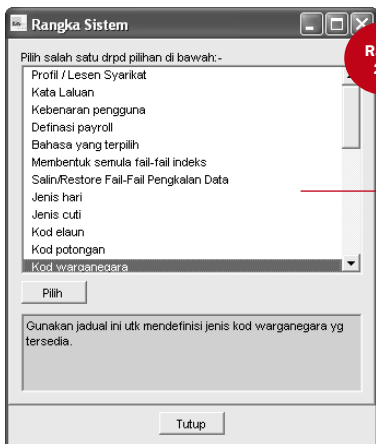 Rangka Sistem
Pilih salah satu drpd pilihan di bawah:-
Profil / Lesen Syarikat
Kata Laluan
Kebenaran pengguna
Definasi payroll
Bahasa yang terpilih
Membentuk semula fail-fail indeks
Salin/Restore Fail-Fail Pengkalan Data
Jenis hari
Jenis cuti
Kod elaun
Kod potongan
Kod warganegara
Pilih
Gunakan jadual ini utk mendefinisi jenis kod warganegara yg
tersedia.
Tutup